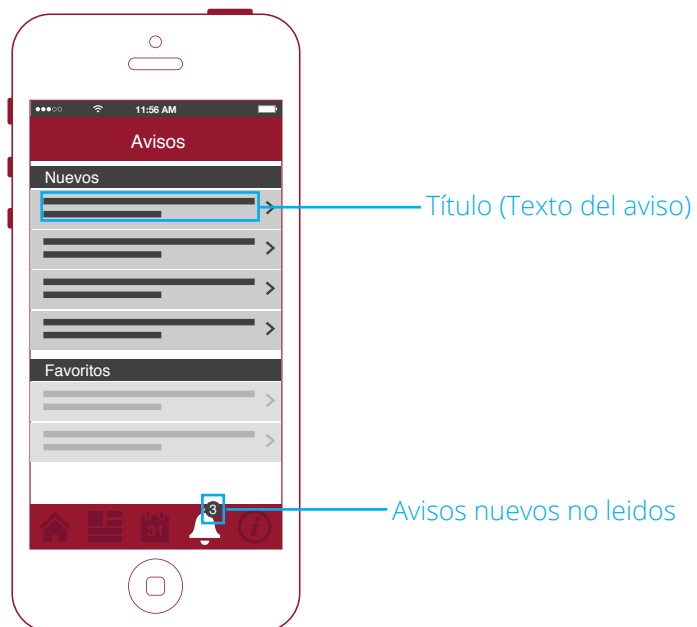 11:56 AM
Avisos
Nuevos
Título (Texto del aviso)
Favoritos
3
Avisos nuevos no leidos
31
i